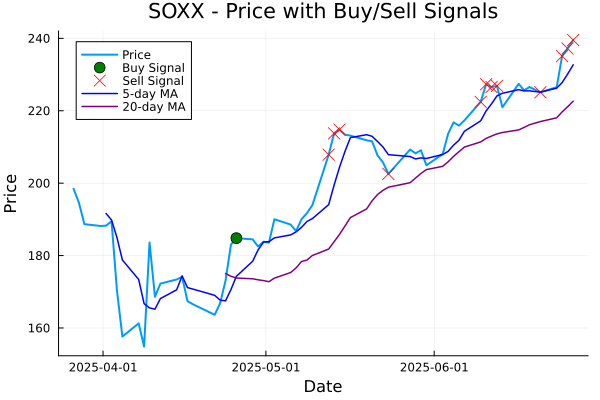 SOXX - Price with Buy/Sell Signals
Price
Buy Signal
Sell Signal
5-day MA
20-day MA
240
220
200
180
160
Price
2025-04-01
2025-05-01
2025-06-01
Date